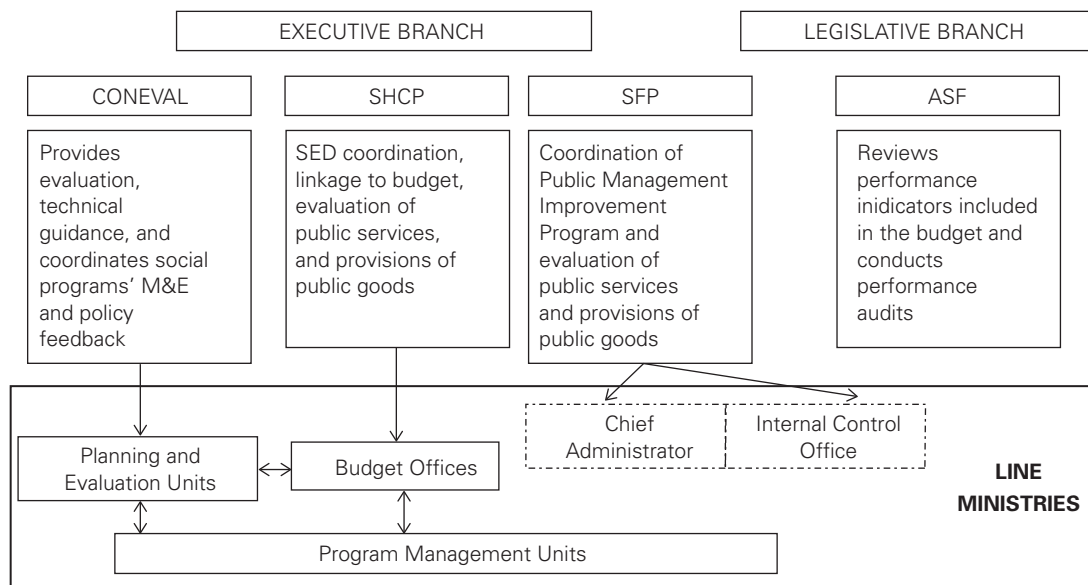 EXECUTIVE BRANCH
LEGISLATIVE BRANCH
CONEVAL
SHCP
SFP
ASF
Provides
evaluation,
technical
guidance, and
coordinates social
programs' M&E
and policy
feedback
SED coordination,
linkage to budget,
evaluation of
public services,
and provisions of
public goods
Coordination of
Public Management
Improvement
Program and
evaluation of
public services
and provisions of
public goods
Reviews
performance
inidicators included
in the budget and
conducts
performance
audits
Chief
Administrator
Internal Control
Office
Planning and
Evaluation Units
Budget Offices
LINE
MINISTRIES
Program Management Units